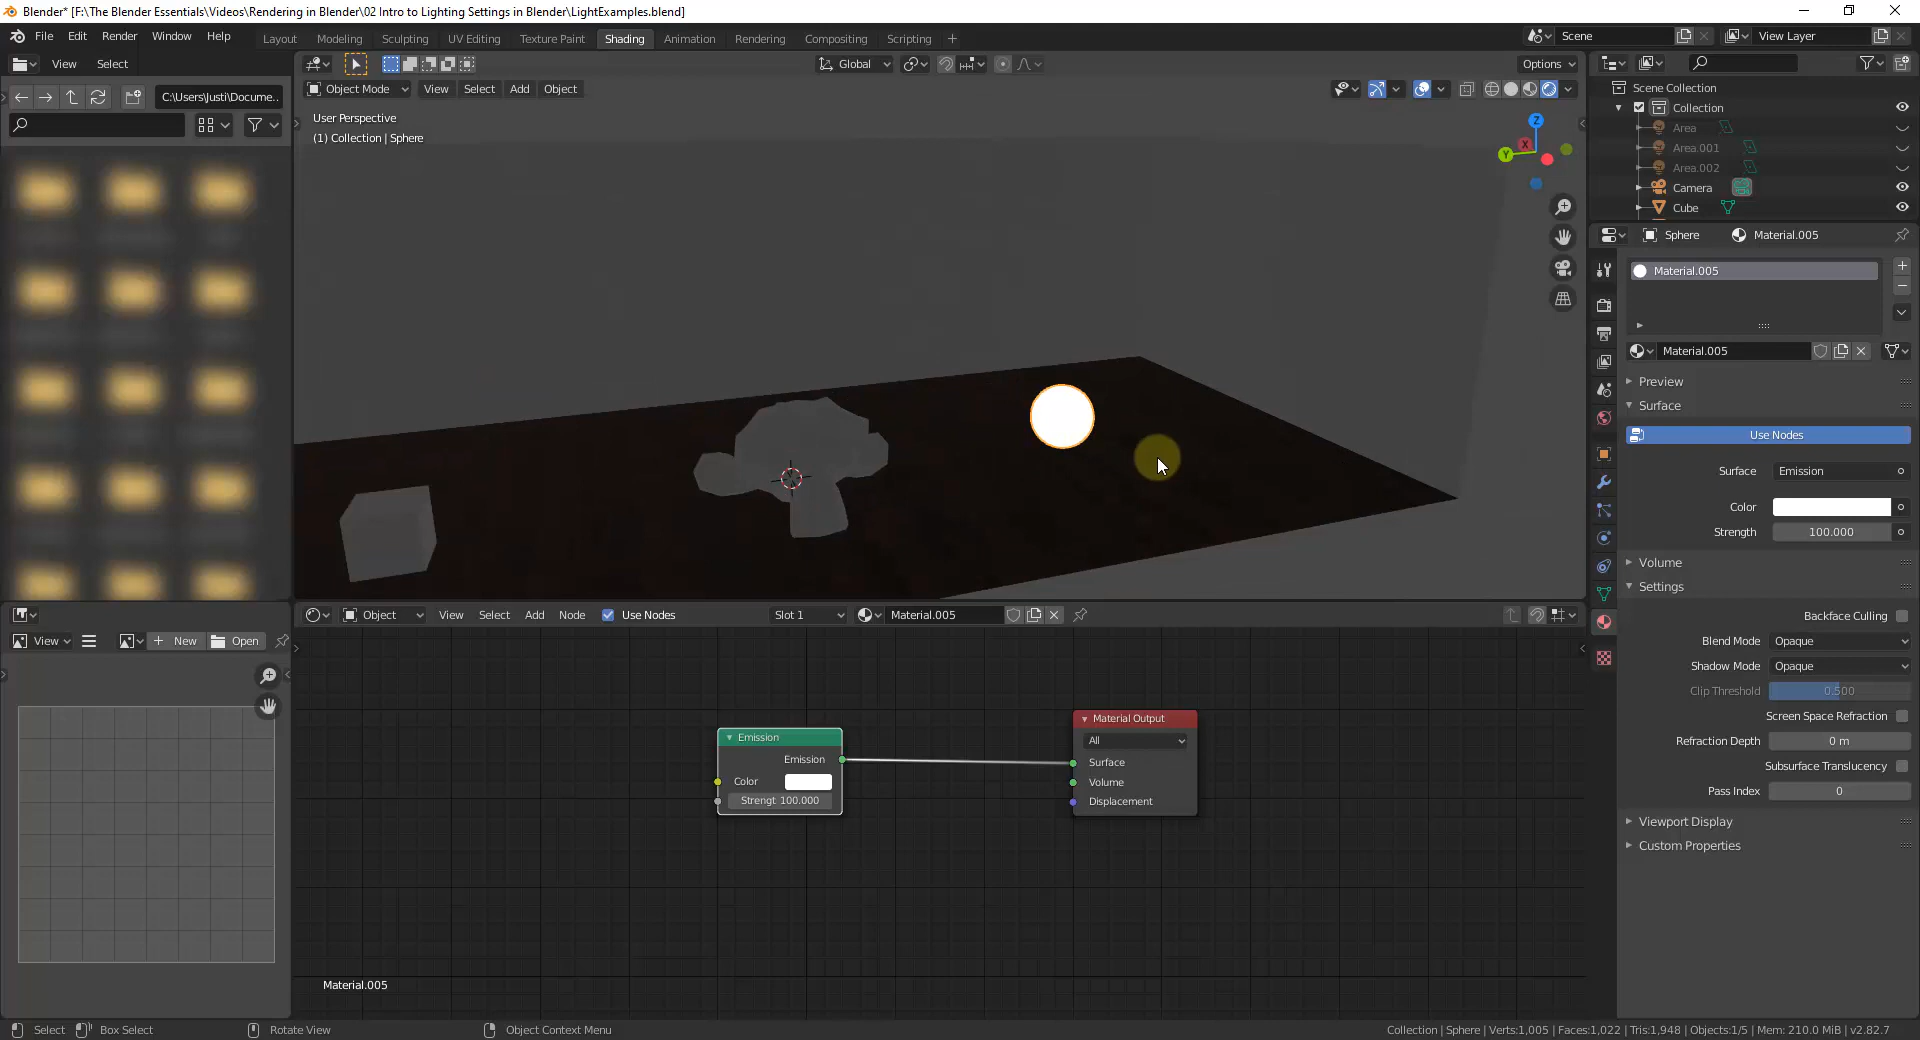 Blender* [F:\The Blender Essentials\Videos\Rendering in Blender\02 Intro to Lighting Settings in Blender\LightExamples.blend]
File Edit Render Window Help
Layout Modeling Sculpting UV Editing Texture Paint Shading Animation Rendering Compositing Scripting +
Scene
View Layer
View Select
C:\Users\Justi\Docume..
Global
Options
Object Mode View Select Add Object
User Perspective
(1) Collection | Sphere
Z
Y
X
Scene Collection
Collection
Area
Area.001
Area.002
Camera
Cube
Sphere Material.005
Material.005
Material.005
Preview
Surface
Use Nodes
Surface Emission
Color
Strength 100.000
Volume
Settings
Backface Culling
Blend Mode Opaque
Shadow Mode Opaque
Clip Threshold 0.500
Screen Space Refraction
Refraction Depth 0 m
Subsurface Translucency
Pass Index 0
Viewport Display
Custom Properties
View New Open
Object View Select Add Node Use Nodes Slot 1 Material.005
Emission
Emission
Color
Strengt 100.000
Material Output
All
Surface
Volume
Displacement
Material.005
Select Box Select Rotate View Object Context Menu
Collection | Sphere | Verts:1,005 | Faces:1,022 | Tris:1,948 | Objects:1/5 | Mem: 210.0 MiB | v2.82.7